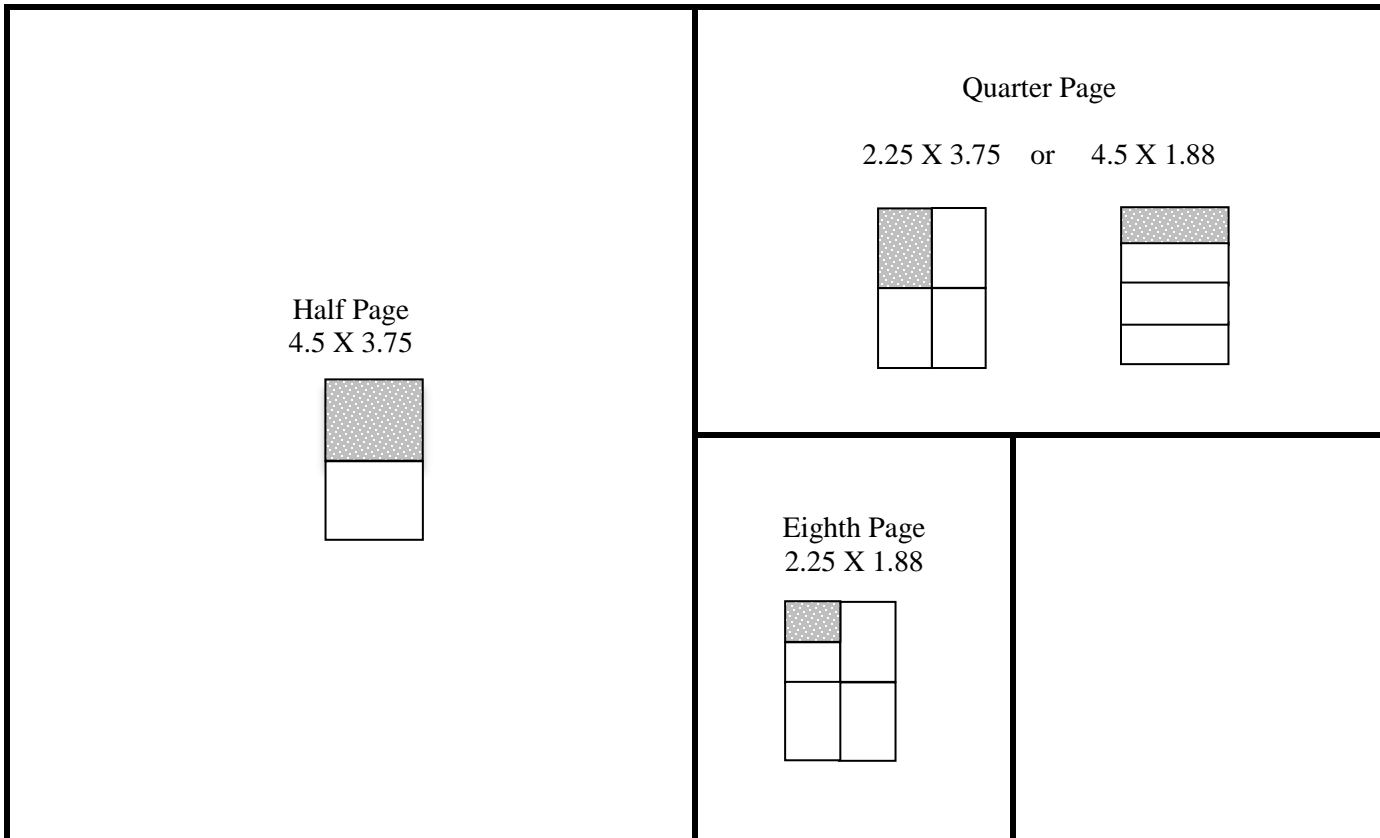 Half Page
4.5 X 3.75
Quarter Page
2.25 X 3.75 or 4.5 X 1.88
Eighth Page
2.25 X 1.88